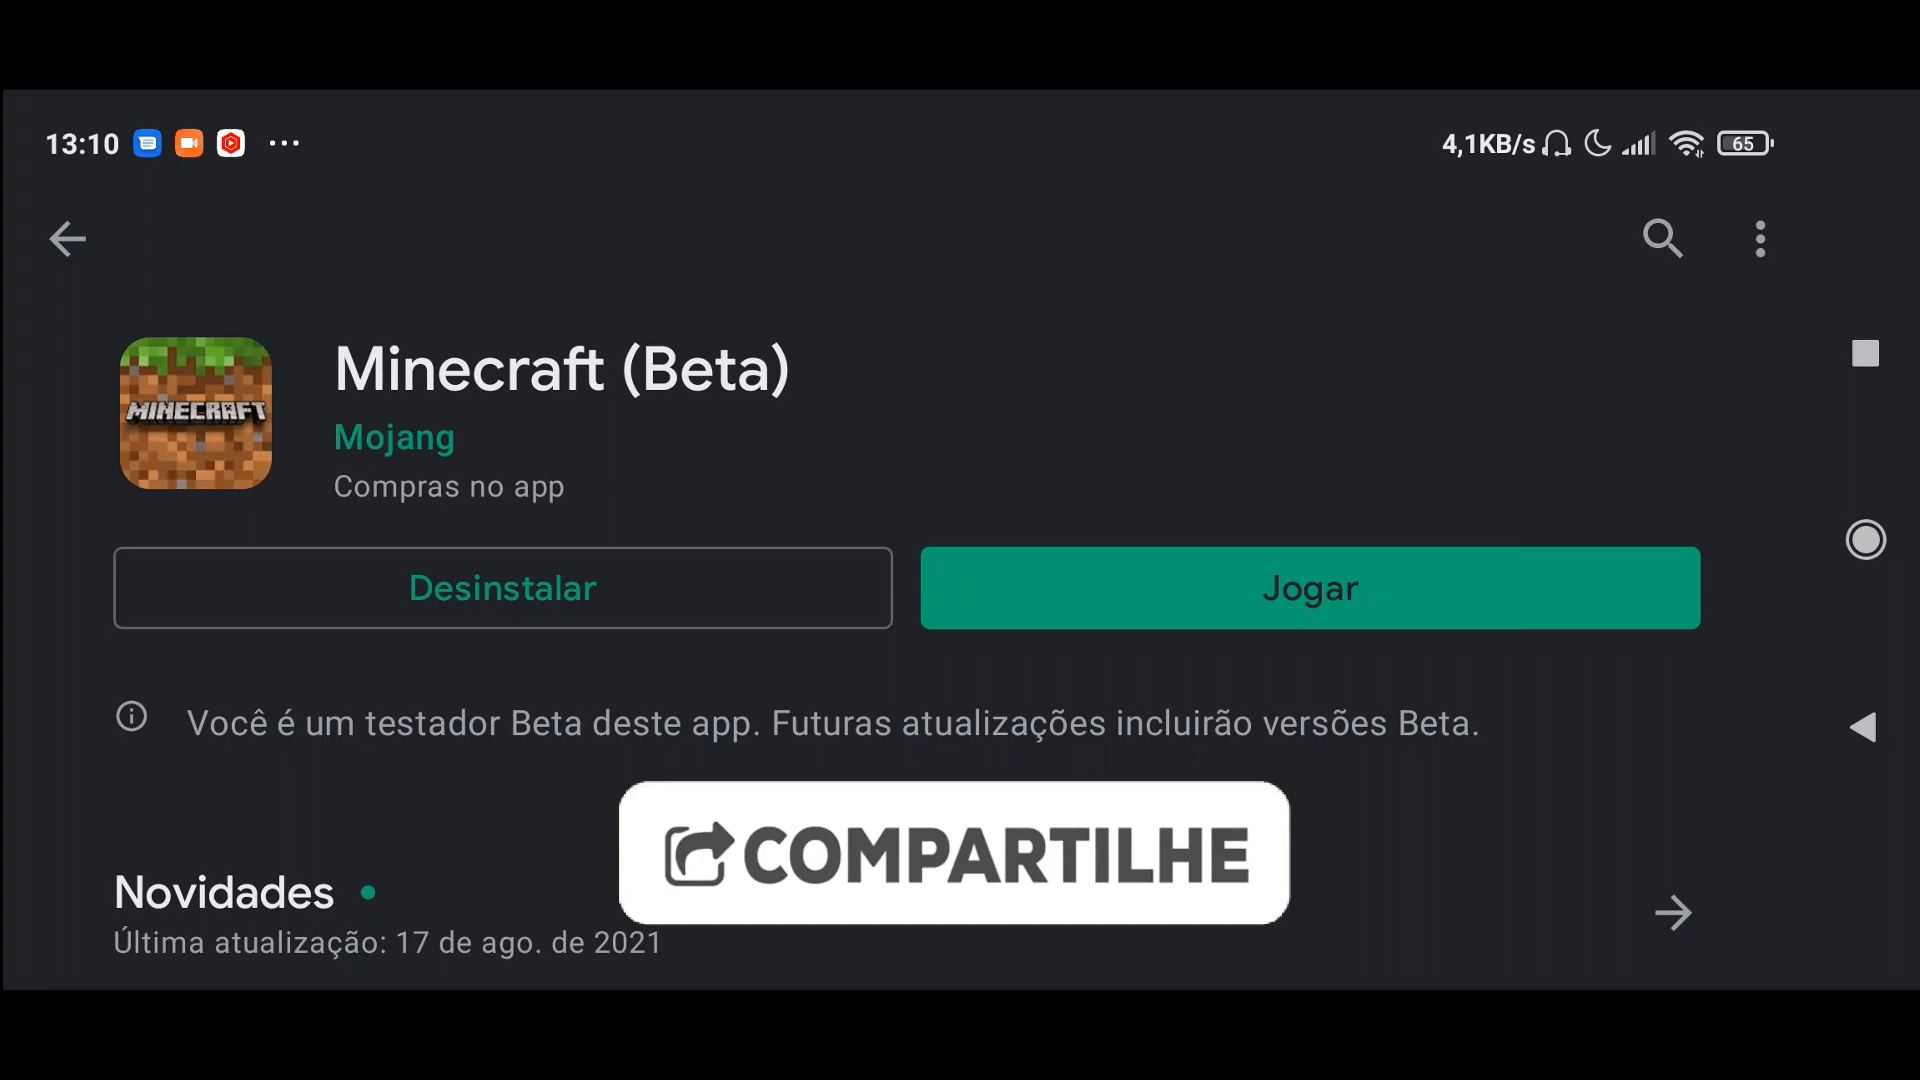 13:10
4,1KB/s
65
MINECRAFT
Minecraft (Beta)
Mojang
Compras no app
Desinstalar
Jogar
Você é um testador Beta deste app. Futuras atualizações incluirão versões Beta.
COMPARTILHE
Novidades
Última atualização: 17 de ago. de 2021